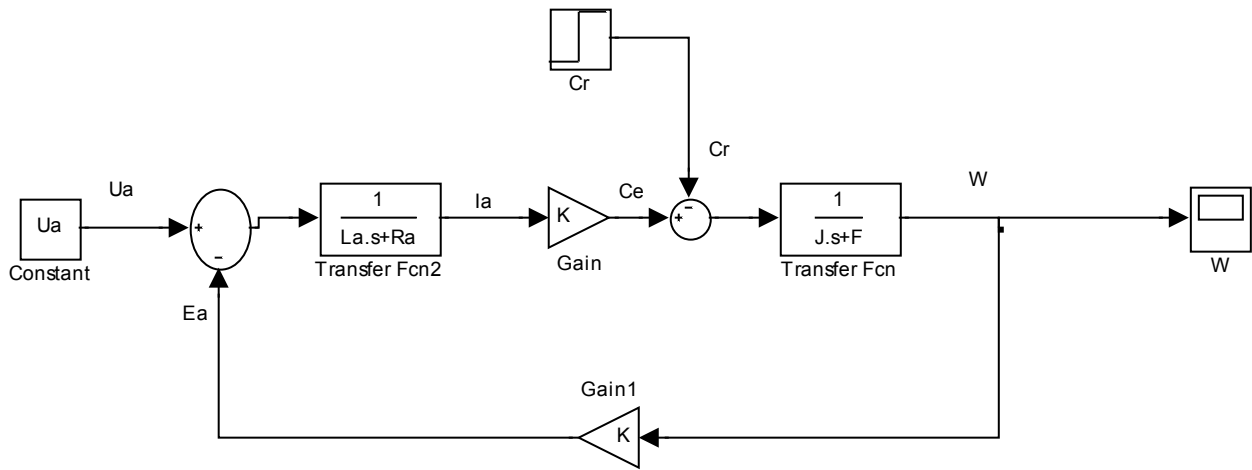 Cr
Cr
Ua
Ua
Constant
+
−
1
La.s+Ra
Transfer Fcn2
Ia
K
Gain
Ce
+
−
1
J.s+F
Transfer Fcn
W
W
Ea
Gain1
K